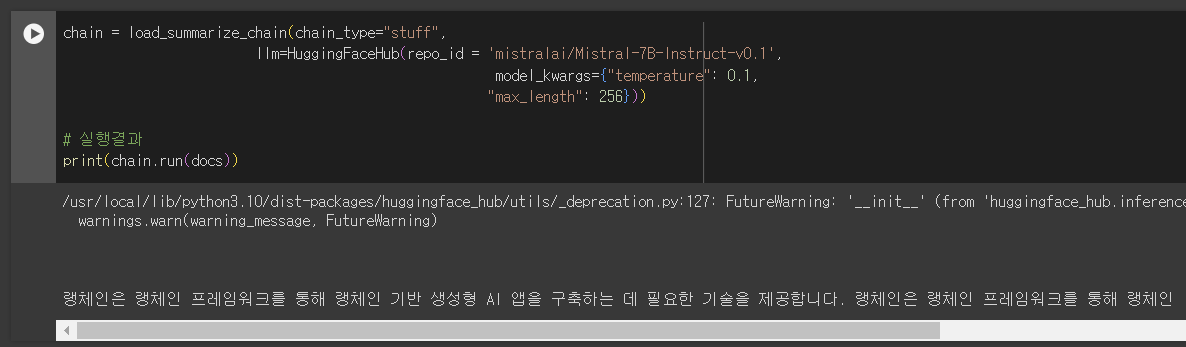 chain = load_summarize_chain(chain_type="stuff",
llm=HuggingFaceHub(repo_id = 'mistralai/Mistral-7B-Instruct-v0.1',
model_kwargs={"temperature": 0.1,
"max_length": 256}))
# 실행결과
print(chain.run(docs))
/usr/local/lib/python3.10/dist-packages/huggingface_hub/utils/_deprecation.py:127: FutureWarning: '__init__' (from 'huggingface_hub.inference
warnings.warn(warning_message, FutureWarning)
랭체인은 랭체인 프레임워크를 통해 랭체인 기반 생성형 AI 앱을 구축하는 데 필요한 기술을 제공합니다. 랭체인은 랭체인 프레임워크를 통해 랭체인